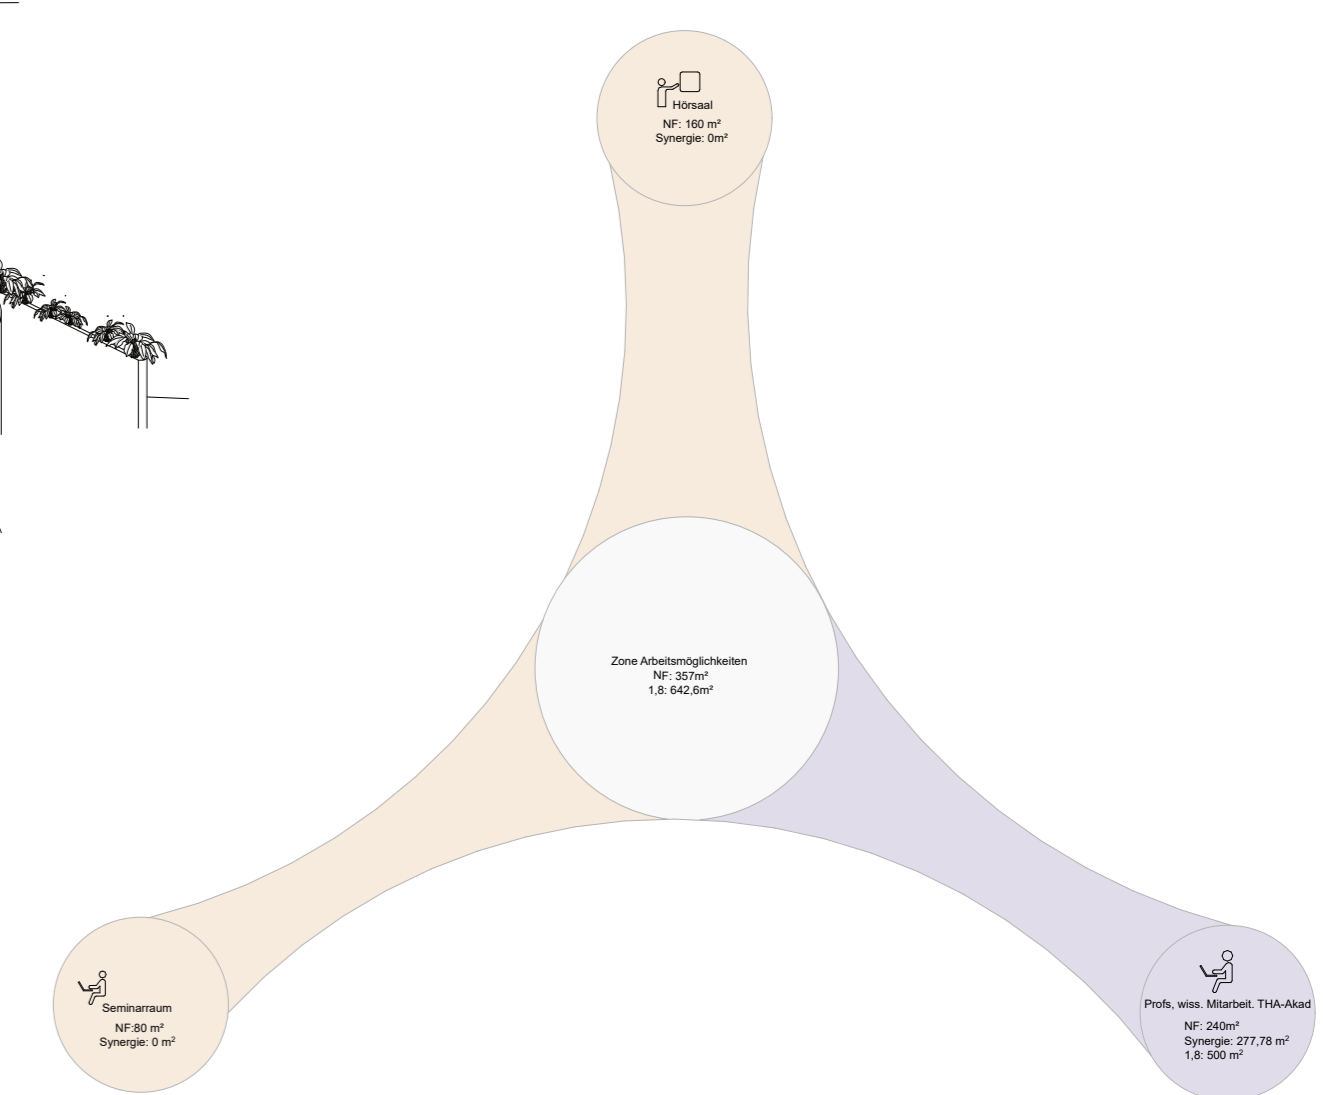 Hörsaal
NF: 160 m²
Synergie: 0m²
Zone Arbeitsmöglichkeiten
NF: 357m²
1,8: 642,6m²
Seminarraum
NF:80 m²
Synergie: 0 m²
Profs, wiss. Mitarbeit. THA-Akad
NF: 240m²
Synergie: 277,78 m²
1,8: 500 m²